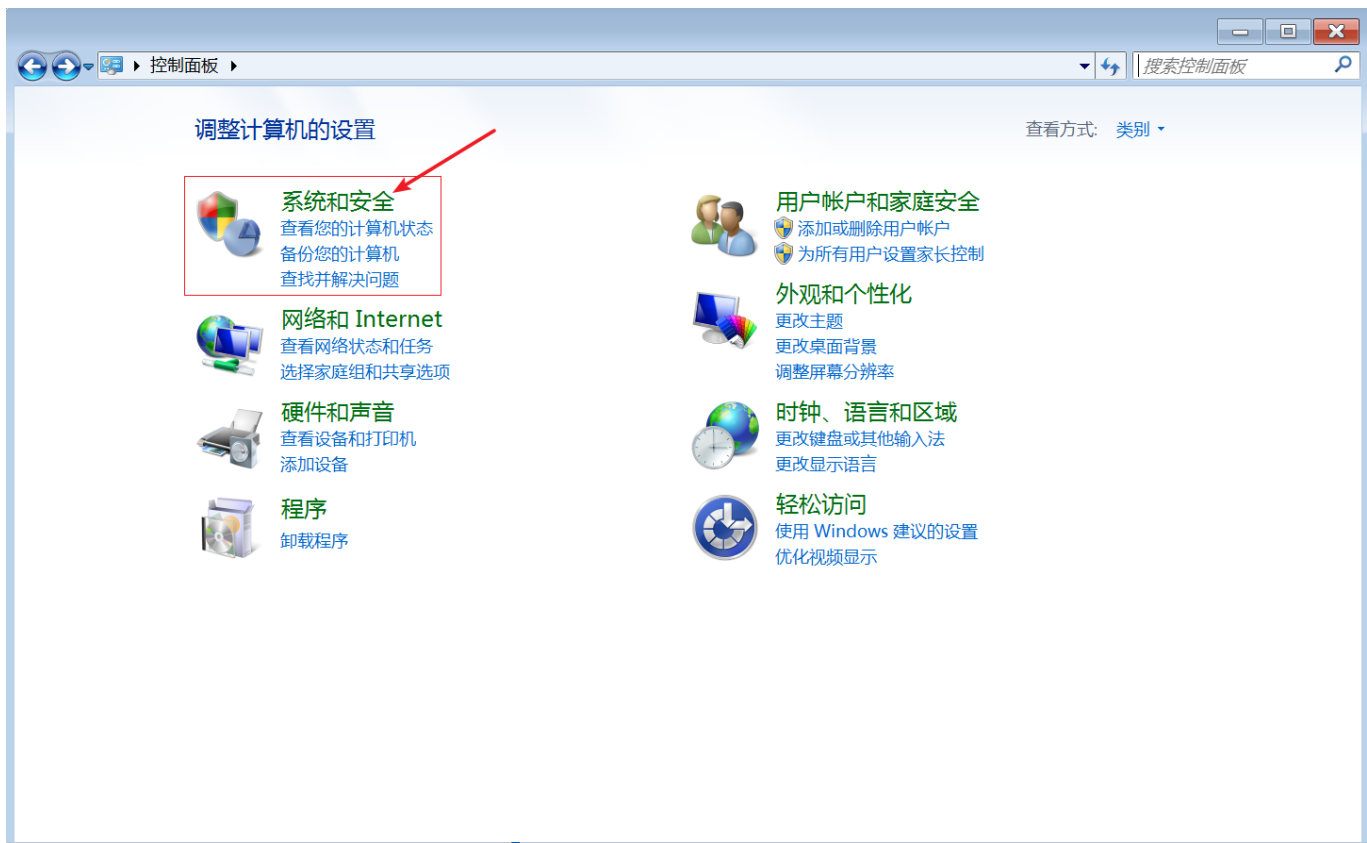 控制面板
搜索控制面板
调整计算机的设置
查看方式: 类别
系统和安全
查看您的计算机状态
备份您的计算机
查找并解决问题
网络和 Internet
查看网络状态和任务
选择家庭组和共享选项
硬件和声音
查看设备和打印机
添加设备
程序
卸载程序
用户帐户和家庭安全
添加或删除用户帐户
为所有用户设置家长控制
外观和个性化
更改主题
更改桌面背景
调整屏幕分辨率
时钟、语言和区域
更改键盘或其他输入法
更改显示语言
轻松访问
使用 Windows 建议的设置
优化视频显示